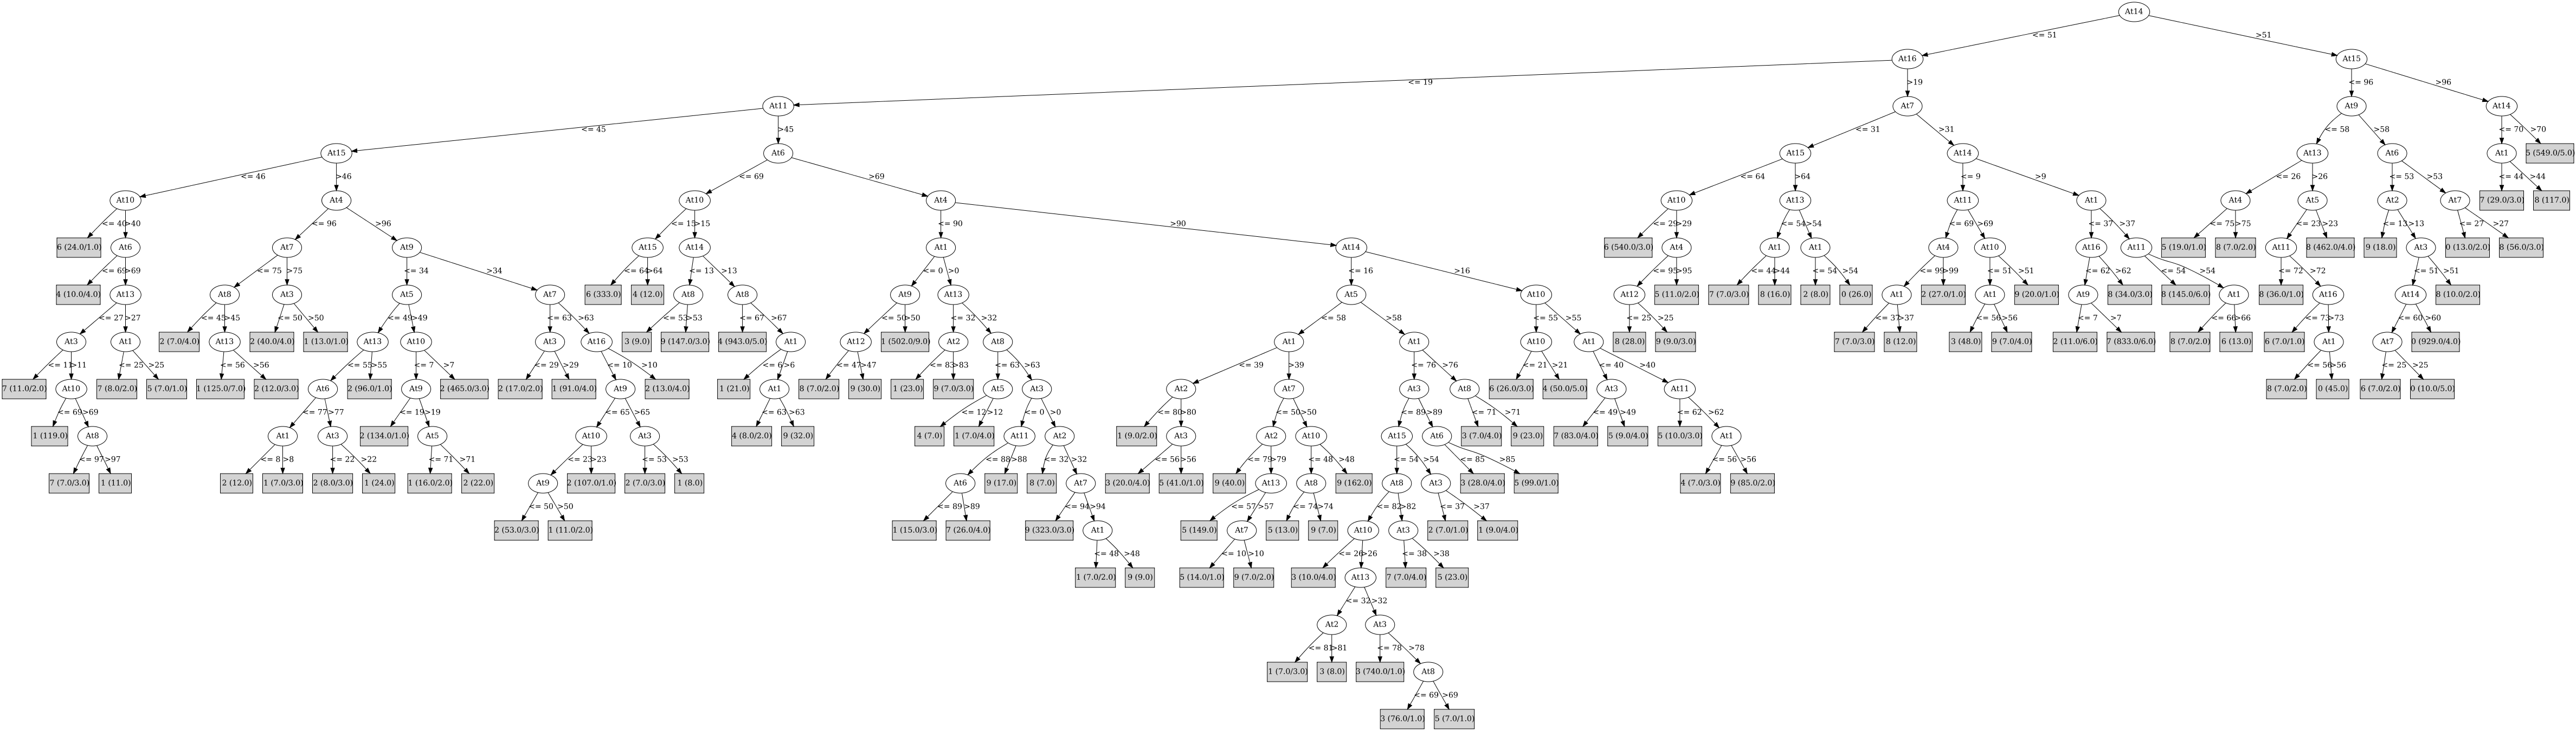 At14
<= 51 >51
At16 At15
<= 19 >19 <= 96 >96
At11 At7 At9 At14
<= 45 >45 <= 31 >31 <= 58 >58 <= 70 >70
At15 At6 At15 At14 At13 At6 At1 5 (549.0/5.0)
<= 46 >46 <= 69 >69 <= 64 >64 <= 9 >9 <= 26 >26 <= 53 >53 <= 44 >44
At10 At4 At10 At4 At10 At13 At11 At1 At4 At5 At2 At7 7 (29.0/3.0) 8 (117.0)
<= 40 >40 <= 96 >96 <= 15 >15 <= 90 >90 <= 29 >29 <= 54 >54 <= 69 >69 <= 37 >37 <= 75 >75 <= 23 >23 <= 13 >13 <= 27 >27
6 (24.0/1.0) At6 At7 At9 At15 At14 At1 At14 6 (540.0/3.0) At4 At1 At1 At4 At10 At16 At11 5 (19.0/1.0) 8 (7.0/2.0) At11 8 (462.0/4.0) 9 (18.0) At3 0 (13.0/2.0) 8 (56.0/3.0)
<= 69 >69 <= 75 >75 <= 34 >34 <= 64 >64 <= 13 >13 <= 0 >0 <= 16 >16 <= 95 >95 <= 44 >44 <= 54 >54 <= 99 >99 <= 51 >51 <= 62 >62 <= 54 >54 <= 72 >72 <= 51 >51
4 (10.0/4.0) At13 At8 At3 At5 At7 6 (333.0) 4 (12.0) At8 At8 At9 At13 At5 At10 At12 5 (11.0/2.0) 7 (7.0/3.0) 8 (16.0) 2 (8.0) 0 (26.0) At1 2 (27.0/1.0) At1 9 (20.0/1.0) At9 8 (34.0/3.0) 8 (145.0/6.0) At1 8 (36.0/1.0) At16 At14 8 (10.0/2.0)
<= 27 >27 <= 45 >45 <= 50 >50 <= 49 >49 <= 63 >63 <= 53 >53 <= 67 >67 <= 50 >50 <= 32 >32 <= 58 >58 <= 55 >55 <= 25 >25 <= 37 >37 <= 56 >56 <= 7 >7 <= 66 >66 <= 73 >73 <= 60 >60
At3 At1 2 (7.0/4.0) At13 2 (40.0/4.0) 1 (13.0/1.0) At13 At10 At3 At16 3 (9.0) 9 (147.0/3.0) 4 (943.0/5.0) At1 At12 1 (502.0/9.0) At2 At8 At1 At1 At10 At1 8 (28.0) 9 (9.0/3.0) 7 (7.0/3.0) 8 (12.0) 3 (48.0) 9 (7.0/4.0) 2 (11.0/6.0) 7 (833.0/6.0) 8 (7.0/2.0) 6 (13.0) 6 (7.0/1.0) At1 At7 0 (929.0/4.0)
<= 11 >11 <= 25 >25 <= 56 >56 <= 55 >55 <= 7 >7 <= 29 >29 <= 10 >10 <= 6 >6 <= 47 >47 <= 83 >83 <= 63 >63 <= 39 >39 <= 76 >76 <= 21 >21 <= 40 >40 <= 56 >56 <= 25 >25
7 (11.0/2.0) At10 7 (8.0/2.0) 5 (7.0/1.0) 1 (125.0/7.0) 2 (12.0/3.0) At6 2 (96.0/1.0) At9 2 (465.0/3.0) 2 (17.0/2.0) 1 (91.0/4.0) At9 2 (13.0/4.0) 1 (21.0) At1 8 (7.0/2.0) 9 (30.0) 1 (23.0) 9 (7.0/3.0) At5 At3 At2 At7 At3 At8 6 (26.0/3.0) 4 (50.0/5.0) At3 At11 8 (7.0/2.0) 0 (45.0) 6 (7.0/2.0) 0 (10.0/5.0)
<= 69 >69 <= 77 >77 <= 19 >19 <= 65 >65 <= 63 >63 <= 12 >12 <= 0 >0 <= 80 >80 <= 50 >50 <= 89 >89 <= 71 >71 <= 49 >49 <= 62 >62
1 (119.0) At8 At1 At3 2 (134.0/1.0) At5 At10 At3 4 (8.0/2.0) 9 (32.0) 4 (7.0) 1 (7.0/4.0) At11 At2 1 (9.0/2.0) At3 At2 At10 At15 At6 3 (7.0/4.0) 9 (23.0) 7 (83.0/4.0) 5 (9.0/4.0) 5 (10.0/3.0) At1
<= 97 >97 <= 8 >8 <= 22 >22 <= 71 >71 <= 23 >23 <= 53 >53 <= 88 >88 <= 32 >32 <= 56 >56 <= 79 >79 <= 48 >48 <= 54 >54 <= 85 >85 <= 56 >56
7 (7.0/3.0) 1 (11.0) 2 (12.0) 1 (7.0/3.0) 2 (8.0/3.0) 1 (24.0) 1 (16.0/2.0) 2 (22.0) At9 2 (107.0/1.0) 2 (7.0/3.0) 1 (8.0) At6 9 (17.0) 8 (7.0) At7 3 (20.0/4.0) 5 (41.0/1.0) 9 (40.0) At13 At8 9 (162.0) At8 At3 3 (28.0/4.0) 5 (99.0/1.0) 4 (7.0/3.0) 9 (85.0/2.0)
<= 50 >50 <= 89 >89 <= 94 >94 <= 57 >57 <= 74 >74 <= 82 >82 <= 37 >37
2 (53.0/3.0) 1 (11.0/2.0) 1 (15.0/3.0) 7 (26.0/4.0) 9 (323.0/3.0) At1 5 (149.0) At7 5 (13.0) 9 (7.0) At10 At3 2 (7.0/1.0) 1 (9.0/4.0)
<= 48 >48 <= 10 >10 <= 26 >26 <= 38 >38
1 (7.0/2.0) 9 (9.0) 5 (14.0/1.0) 9 (7.0/2.0) 3 (10.0/4.0) At13 7 (7.0/4.0) 5 (23.0)
<= 32 >32
At2 At3
<= 81 >81 <= 78 >78
1 (7.0/3.0) 3 (8.0) 3 (740.0/1.0) At8
<= 69 >69
3 (76.0/1.0) 5 (7.0/1.0)